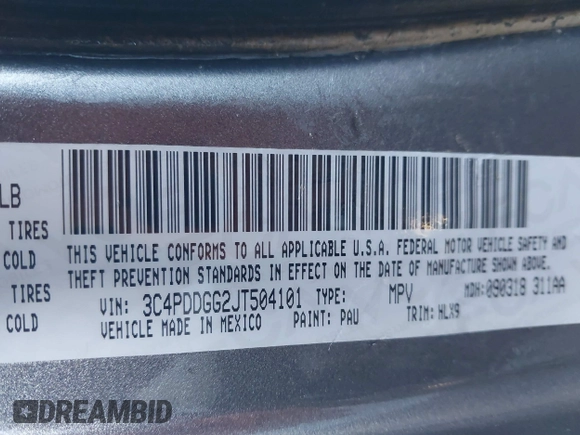 LB
TIRES
COLD
TIRES
COLD
THIS VEHICLE CONFORMS TO ALL APPLICABLE U.S.A. FEDERAL MOTOR VEHICLE SAFETY AND
THEFT PREVENTION STANDARDS IN EFFECT ON THE DATE OF MANUFACTURE SHOWN ABOVE.
VIN: 3C4PDDGG2JT504101 TYPE: MPV MDH: 090318 311AA
VEHICLE MADE IN MEXICO PAINT: PAU TRIM: HLX9
DREAMBID